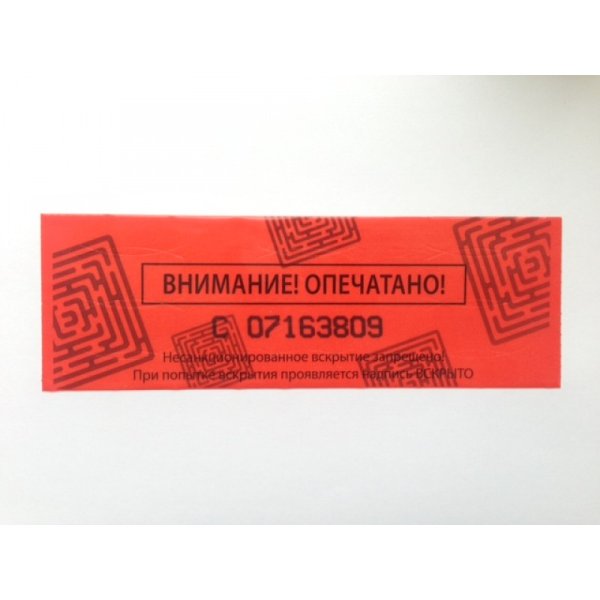 ВНИМАНИЕ! ОПЕЧАТАНО!
С 07163809
Несанкционированное вскрытие запрещено!
При попытке вскрытия проявляется надпись ВСКРЫТО